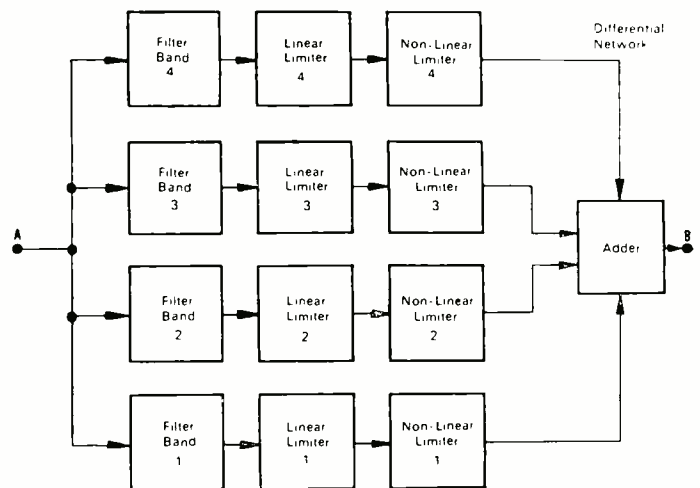 Differential
Network
Filter
Band
4
Linear
Limiter
4
Non-Linear
Limiter
4
Filter
Band
3
Linear
Limiter
3
Non-Linear
Limiter
3
A
Adder
B
Filter
Band
2
Linear
Limiter
2
Non-Linear
Limiter
2
Filter
Band
1
Linear
Limiter
1
Non-Linear
Limiter
1